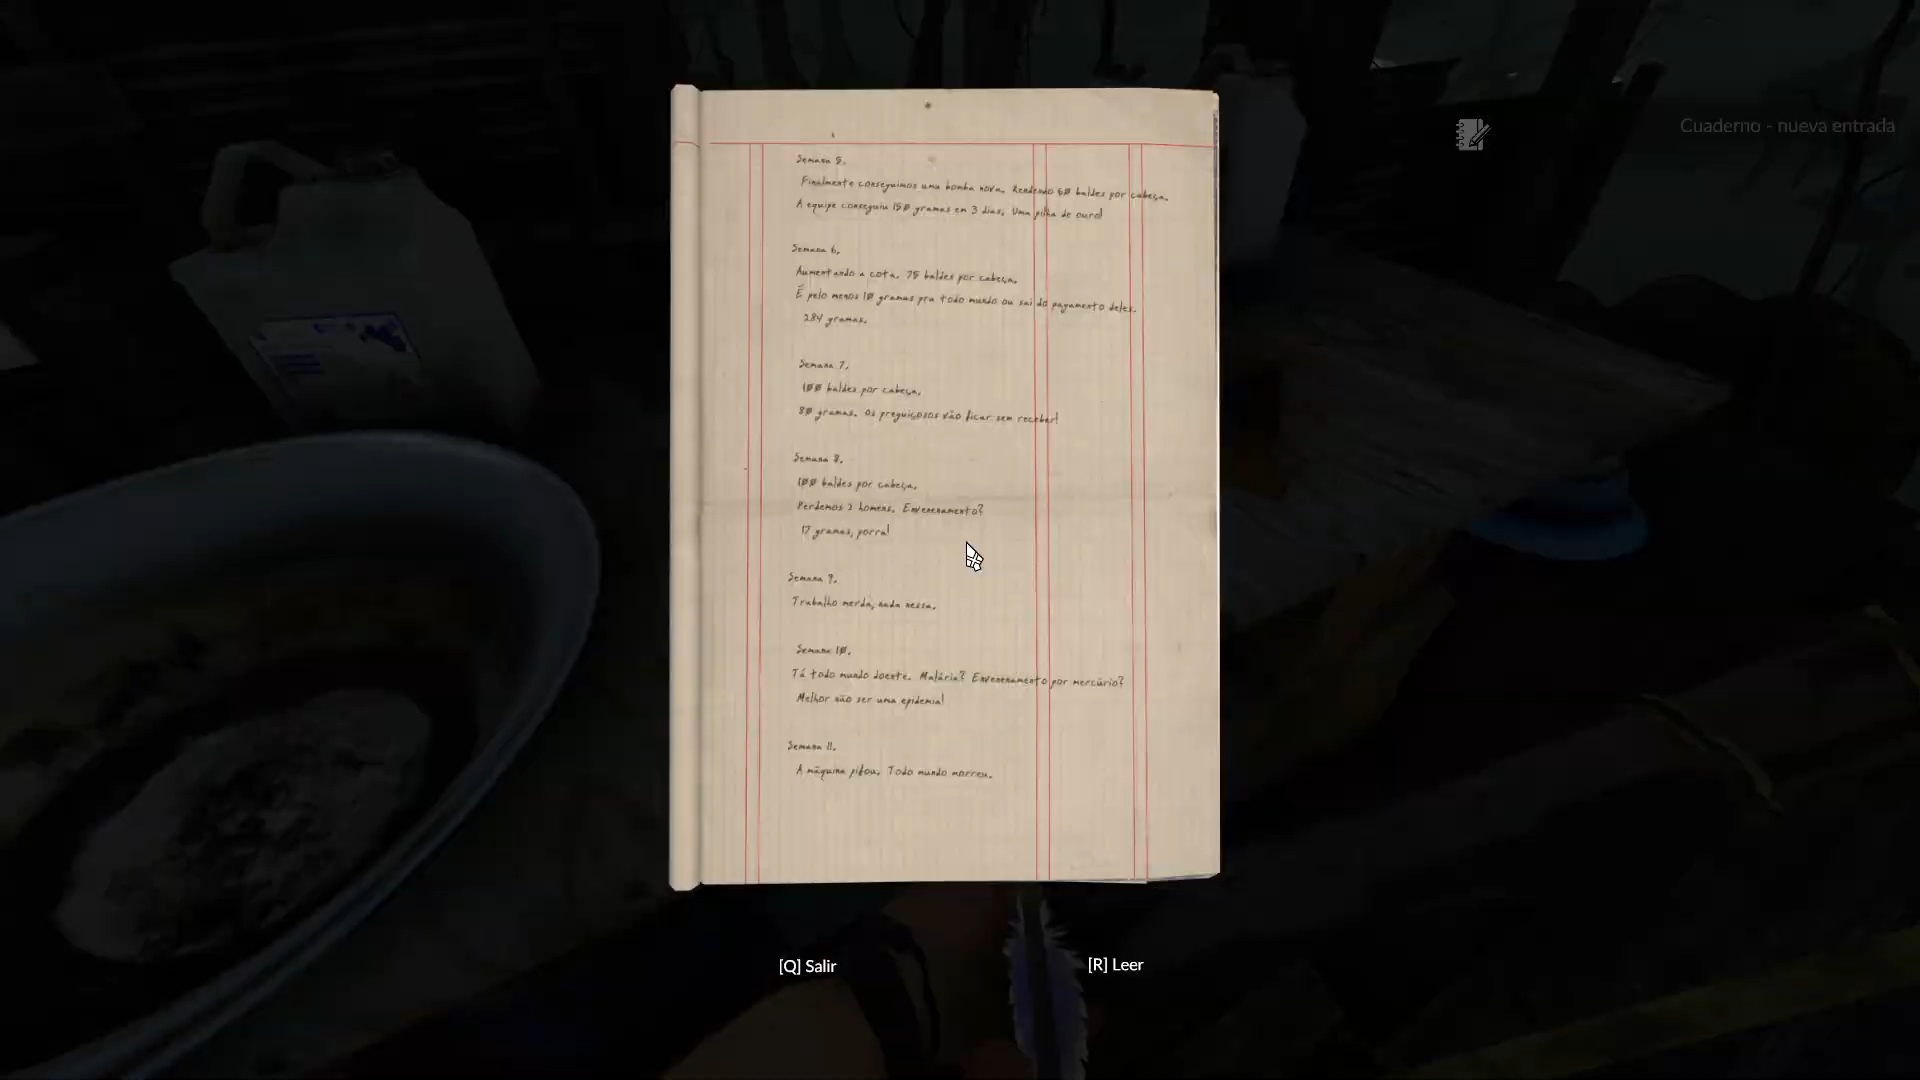 Cuaderno - nueva entrada
Semana 5.
Finalmente conseguimos uma bomba nova. Rendendo 60 baldes por cabeça.
A equipe conseguiu 150 gramas em 3 dias. Uma pilha de ouro!
Semana 6.
Aumentando a cota. 75 baldes por cabeça.
É pelo menos 10 gramas pra todo mundo ou sai do pagamento deles.
284 gramas.
Semana 7.
100 baldes por cabeça.
80 gramas. Os preguiçosos vão ficar sem receber!
Semana 8.
100 baldes por cabeça.
Perdemos 2 homens. Envenenamento?
17 gramas, porra!
Semana 9.
Trabalho merda, nada nessa.
Semana 10.
Tá todo mundo doente. Malária? Envenenamento por mercúrio?
Melhor não ser uma epidemia!
Semana 11.
A máquina pifou. Todo mundo morreu.
[Q] Salir
[R] Leer